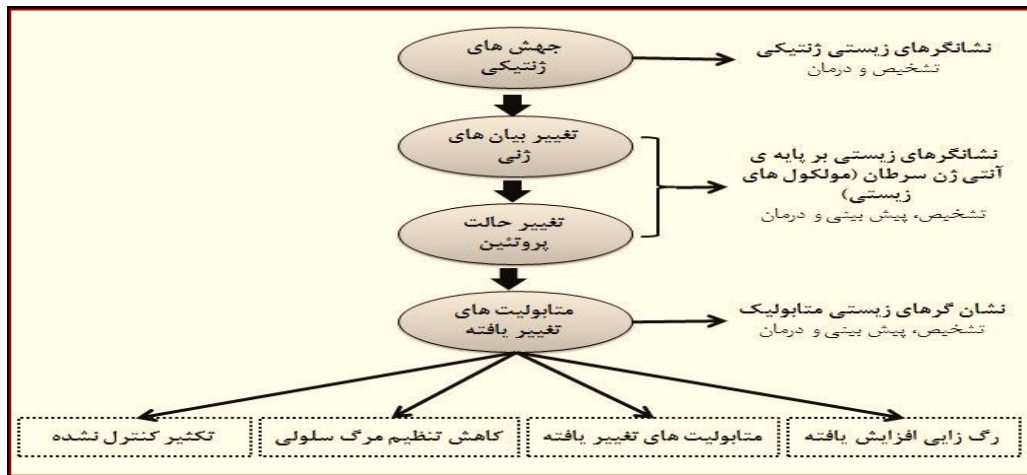 جهش های
ژنتیکی
نشانگرهای زیستی ژنتیکی
تشخیص و درمان
تغییر بیان های
ژنی
نشانگرهای زیستی بر پایه ی
آنتی ژن سرطان (مولکول های
زیستی)
تشخیص، پیش بینی و درمان
تغییر حالت
پروتئین
متابولیت های
تغییر یافته
نشان گرهای زیستی متابولیک
تشخیص، پیش بینی و درمان
رگ زایی افزایش یافته
متابولیت های تغییر یافته
کاهش تنظیم مرگ سلولی
تکثیر کنترل نشده